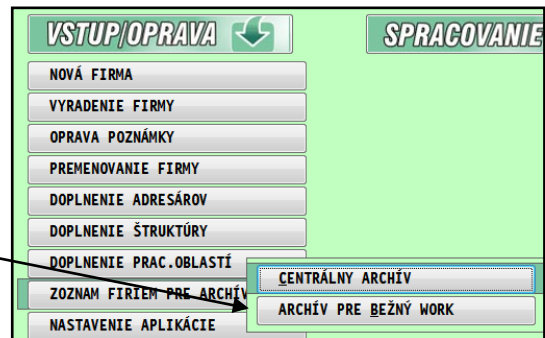 VSTUP/OPRAVA
SPRACOVANIE
NOVÁ FIRMA
VYRADENIE FIRMY
OPRAVA POZNÁMKY
PREMENOVANIE FIRMY
DOPLNENIE ADRESÁROV
DOPLNENIE ŠTRUKTÚRY
DOPLNENIE PRAC.OBLASTÍ
ZOZNAM FIRIEM PRE ARCHÍV
NASTAVENIE APLIKÁCIE
CENTRÁLNY ARCHÍV
ARCHÍV PRE BEŽNÝ WORK